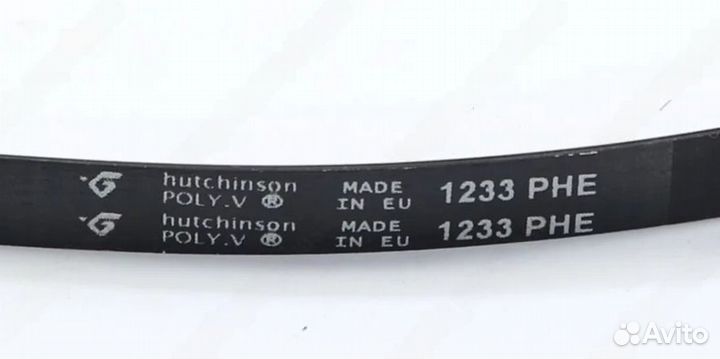 hutchinson MADE 1233 PHE
POLY.V ® IN EU
hutchinson MADE 1233 PHE
POLY.V ® IN EU
Avito